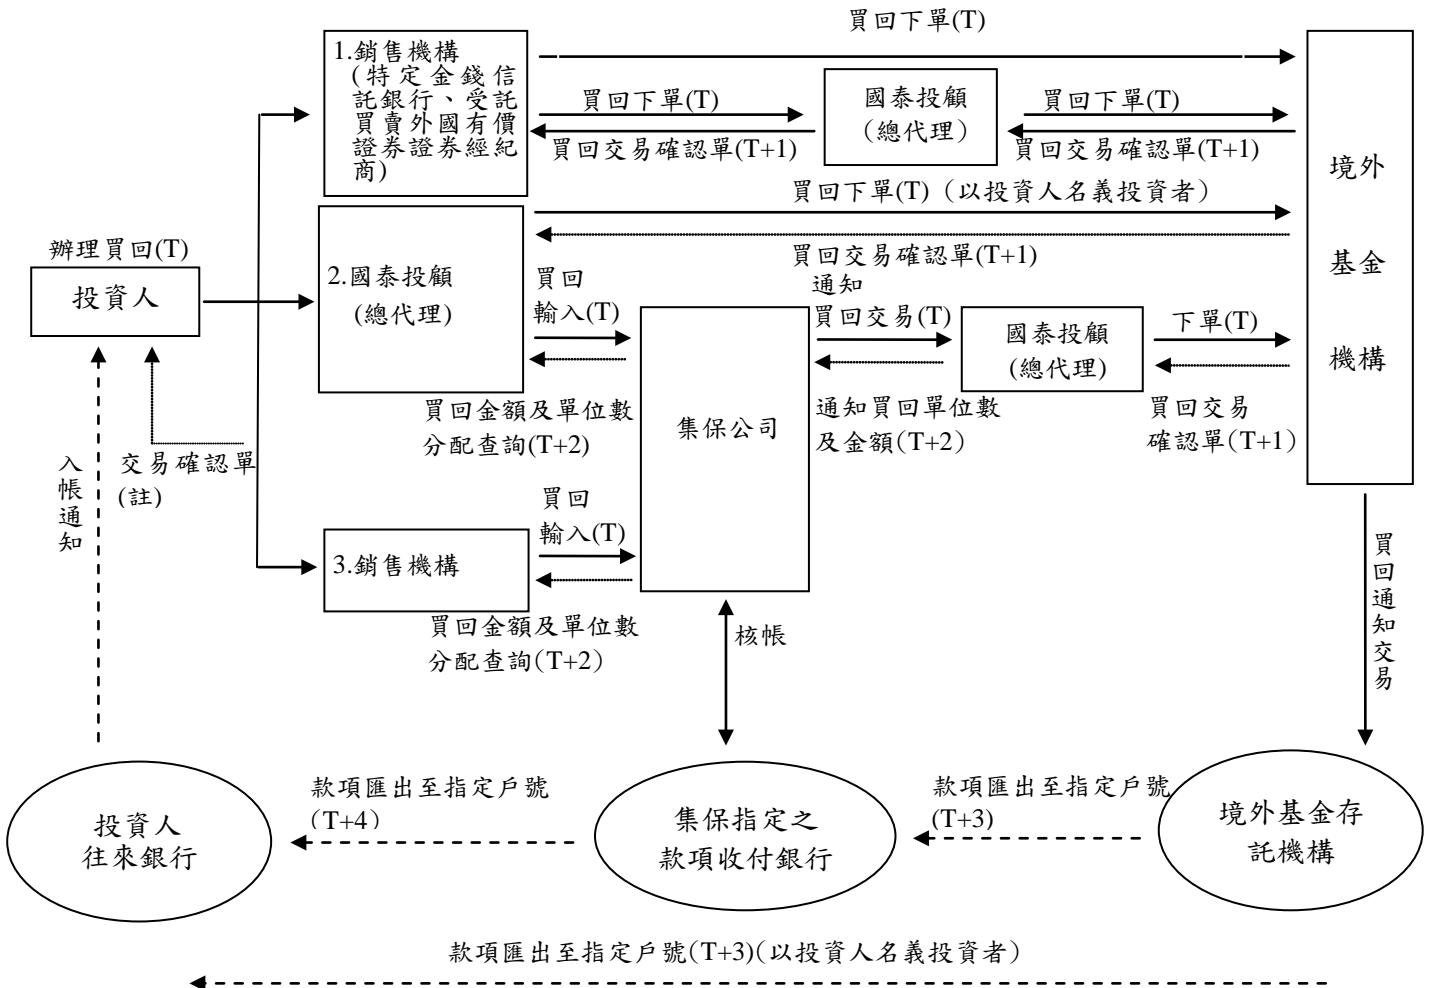 買回下單(T)
1.銷售機構
(特定金錢信
託銀行、受託
買賣外國有價
證券證券經紀
商)
買回下單(T)
買回交易確認單(T+1)
國泰投顧
(總代理)
買回下單(T)
買回交易確認單(T+1)
境外
基金
機構
買回下單(T)（以投資人名義投資者）
買回交易確認單(T+1)
辦理買回(T)
投資人
2.國泰投顧
(總代理)
買回
輸入(T)
通知
買回交易(T)
國泰投顧
(總代理)
下單(T)
買回金額及單位數
分配查詢(T+2)
集保公司
通知買回單位數
及金額(T+2）
買回交易
確認單(T+1)
入帳通知
交易確認單
(註)
買回
輸入(T)
3.銷售機構
買回金額及單位數
分配查詢(T+2）
核帳
買回通知交易
款項匯出至指定戶號
(T+4）
款項匯出至指定戶號
(T+3)
投資人
往來銀行
集保指定之
款項收付銀行
境外基金存
託機構
款項匯出至指定戶號(T+3)(以投資人名義投資者）